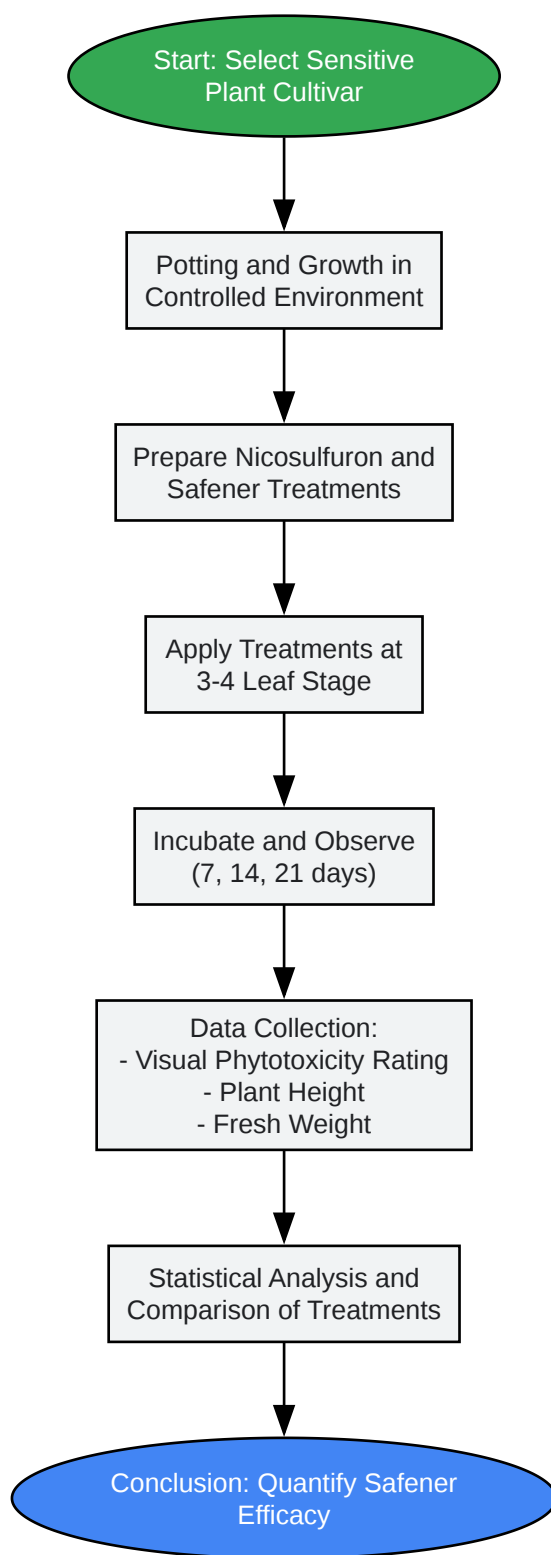 Start: Select Sensitive
Plant Cultivar
Potting and Growth in
Controlled Environment
Prepare Nicosulfuron and
Safener Treatments
Apply Treatments at
3-4 Leaf Stage
Incubate and Observe
(7, 14, 21 days)
Data Collection:
- Visual Phytotoxicity Rating
- Plant Height
- Fresh Weight
Statistical Analysis and
Comparison of Treatments
Conclusion: Quantify Safener
Efficacy